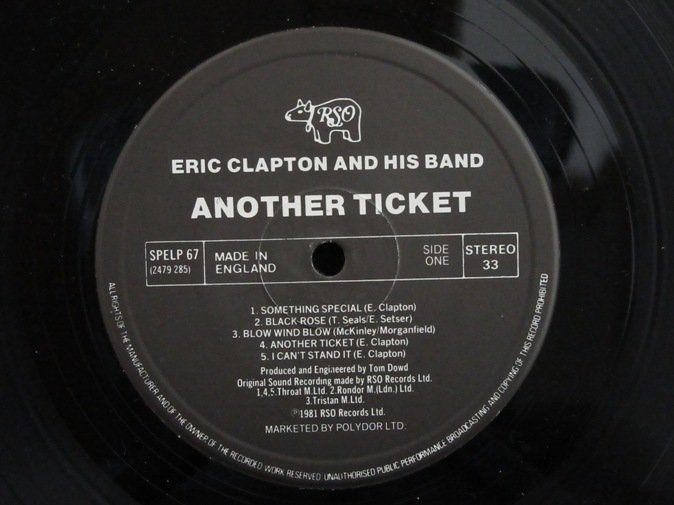 RSO
ERIC CLAPTON AND HIS BAND
ANOTHER TICKET
SPELP 67
(2479 285)
MADE IN
ENGLAND
SIDE
ONE
STEREO
33
1. SOMETHING SPECIAL (E. Clapton)
2. BLACK ROSE (T. Seals/E. Setser)
3. BLOW WIND BLOW (McKinley/Morganfield)
4. ANOTHER TICKET (E. Clapton)
5. I CAN'T STAND IT (E. Clapton)
Produced and Engineered by Tom Dowd
Original Sound Recording made by RSO Records Ltd.
1,4,5.Throat M.Ltd. 2.Rondor M.(Ldn.) Ltd.
3.Tristan M.Ltd.
℗1981 RSO Records Ltd.
MARKETED BY POLYDOR LTD.
ALL RIGHTS OF THE MANUFACTURER AND OF THE OWNER OF THE RECORDED WORK RESERVED. UNAUTHORISED PUBLIC PERFORMANCE BROADCASTING AND COPYING OF THIS RECORD PROHIBITED